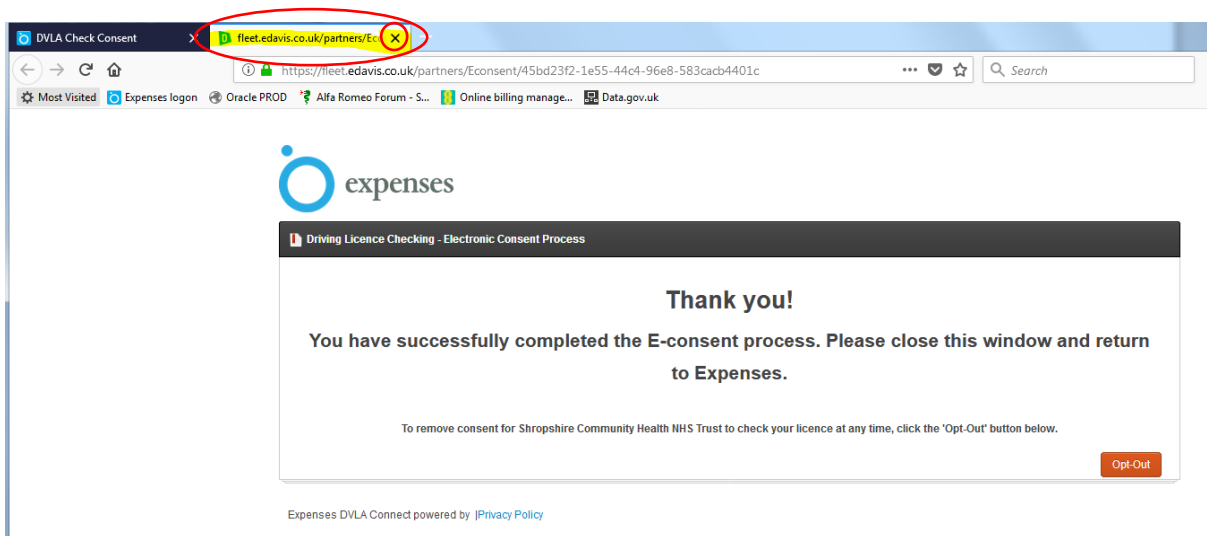 DVLA Check Consent
fleet.edavis.co.uk/partners/Ec
https://fleet.edavis.co.uk/partners/Econsent/45bd23f2-1e55-44c4-96e8-583cacb4401c
Search
Most Visited Expenses logon Oracle PROD Alfa Romeo Forum - S... Online billing manage... Data.gov.uk
expenses
Driving Licence Checking - Electronic Consent Process
Thank you!
You have successfully completed the E-consent process. Please close this window and return
to Expenses.
To remove consent for Shropshire Community Health NHS Trust to check your licence at any time, click the 'Opt-Out' button below.
Opt-Out
Expenses DVLA Connect powered by |Privacy Policy